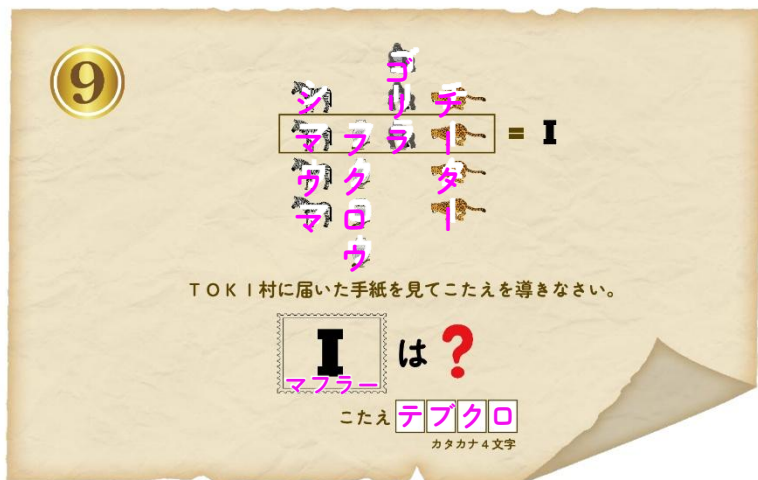 9
ゴ
シ リ チ
マ フ ラ ー = I
ウ ク タ
マ ロ ー
ウ
TOKI村に届いた手紙を見てこたえを導きなさい。
I は ?
マフラー
こたえ テブクロ
カタカナ4文字